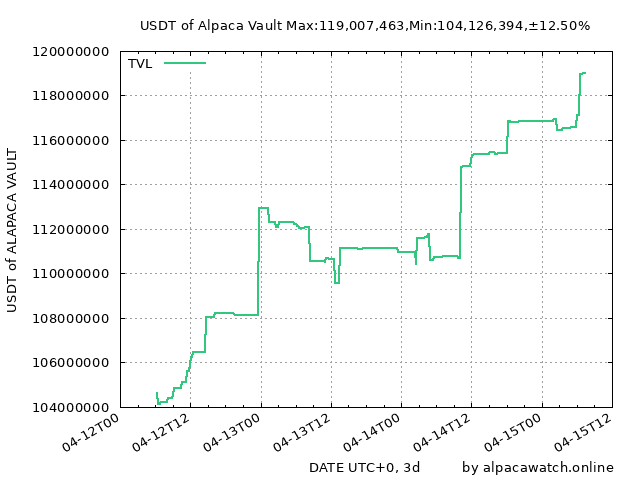 USDT of Alpaca Vault Max:119,007,463,Min:104,126,394,±12.50%
TVL
120000000
118000000
116000000
114000000
112000000
110000000
108000000
106000000
104000000
USDT of ALAPACA VAULT
04-12T00
04-12T12
04-13T00
04-13T12
04-14T00
04-14T12
04-15T00
04-15T12
DATE UTC+0, 3d
by alpacawatch.online